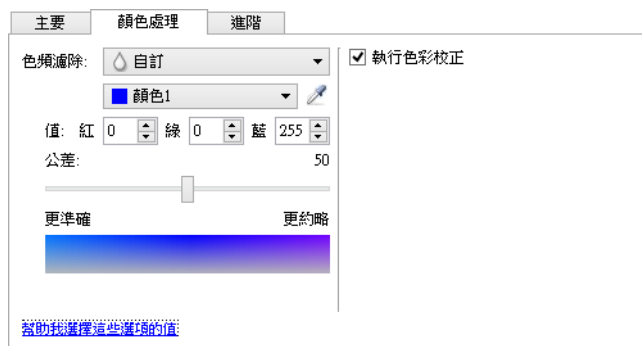 主要 顏色處理 進階
色頻濾除: 自訂
執行色彩校正
顏色1
值: 紅 0 綠 0 藍 255
公差: 50
更準確 更約略
幫助我選擇這些選項的值